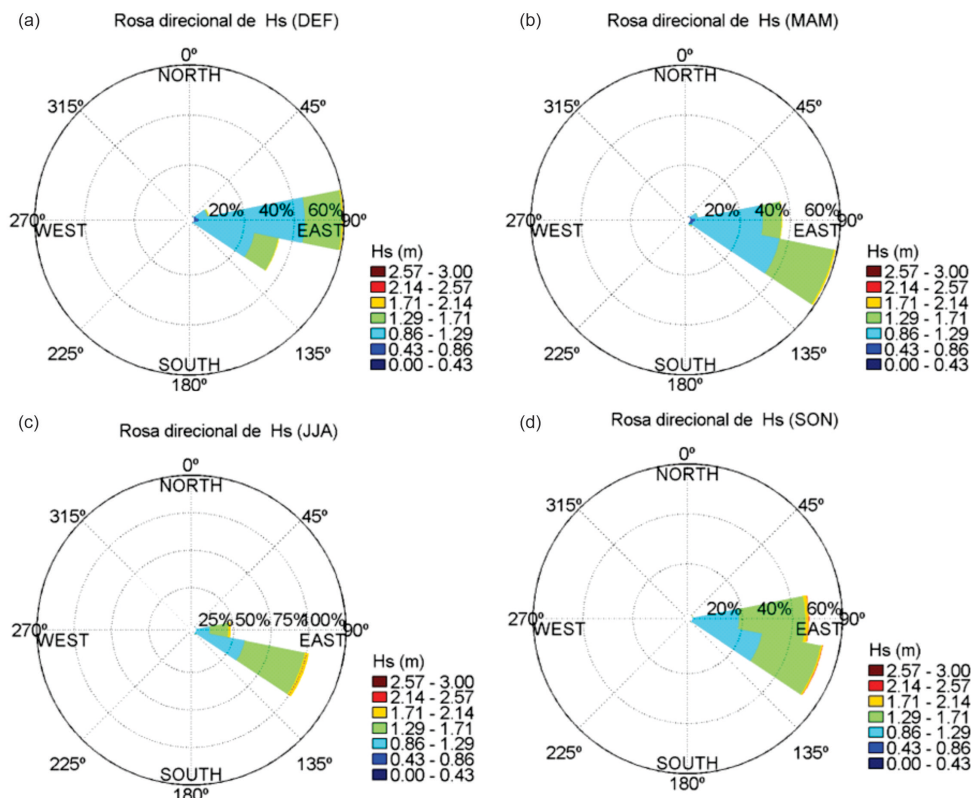 (a)
Rosa direcional de Hs (DEF)
0º
NORTH
315º
45º
20% 40% 60%
270º
WEST
EAST
90º
225º
135º
SOUTH
180º
Hs (m)
2.57 - 3.00
2.14 - 2.57
1.71 - 2.14
1.29 - 1.71
0.86 - 1.29
0.43 - 0.86
0.00 - 0.43
(b)
Rosa direcional de Hs (MAM)
0º
NORTH
315º
45º
20% 40% 60%
270º
WEST
EAST
90º
225º
135º
SOUTH
180º
Hs (m)
2.57 - 3.00
2.14 - 2.57
1.71 - 2.14
1.29 - 1.71
0.86 - 1.29
0.43 - 0.86
0.00 - 0.43
(c)
Rosa direcional de Hs (JJA)
0º
NORTH
315º
45º
25% 50% 75% 100%
270º
WEST
EAST
90º
225º
135º
SOUTH
180º
Hs (m)
2.57 - 3.00
2.14 - 2.57
1.71 - 2.14
1.29 - 1.71
0.86 - 1.29
0.43 - 0.86
0.00 - 0.43
(d)
Rosa direcional de Hs (SON)
0º
NORTH
315º
45º
20% 40% 60%
270º
WEST
EAST
90º
225º
135º
SOUTH
180º
Hs (m)
2.57 - 3.00
2.14 - 2.57
1.71 - 2.14
1.29 - 1.71
0.86 - 1.29
0.43 - 0.86
0.00 - 0.43